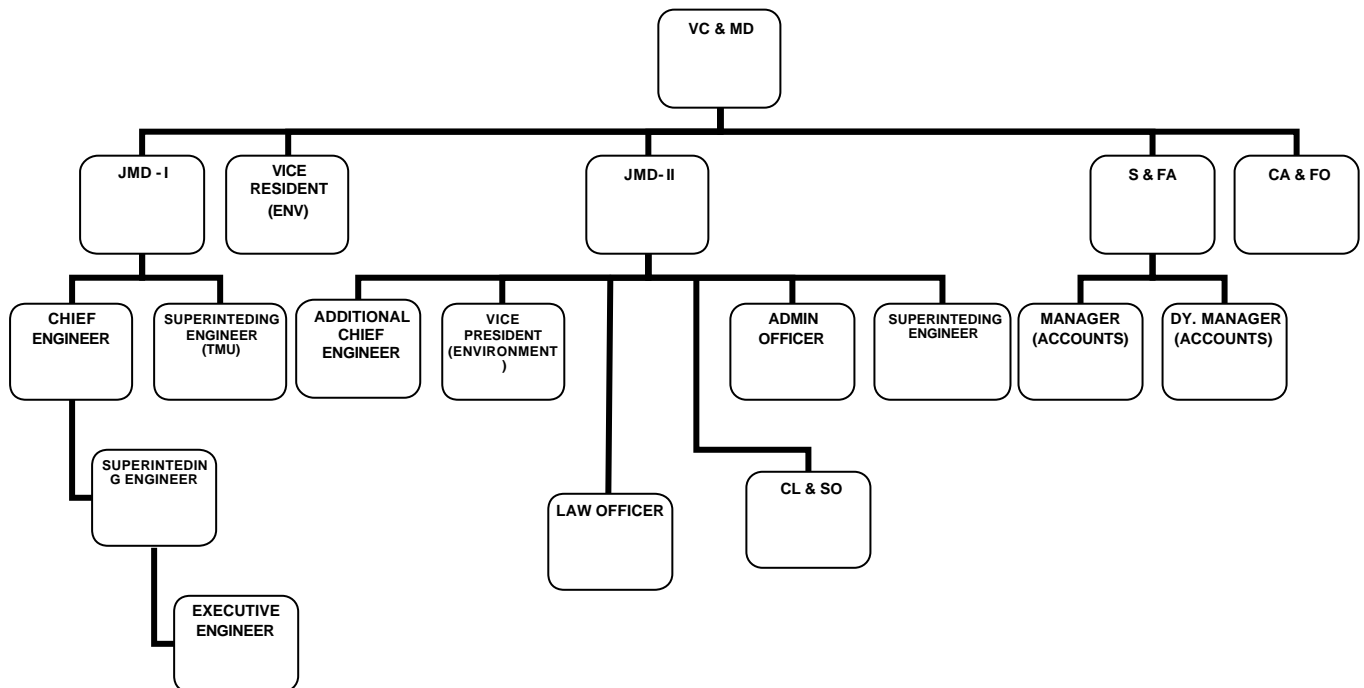 VC & MD
JMD - I
VICE
RESIDENT
(ENV)
JMD- II
S & FA
CA & FO
CHIEF
ENGINEER
SUPERINTEDING
ENGINEER
(TMU)
ADDITIONAL
CHIEF
ENGINEER
VICE
PRESIDENT
(ENVIRONMENT
)
ADMIN
OFFICER
SUPERINTEDING
ENGINEER
MANAGER
(ACCOUNTS)
DY. MANAGER
(ACCOUNTS)
SUPERINTEDIN
G ENGINEER
LAW OFFICER
CL & SO
EXECUTIVE
ENGINEER